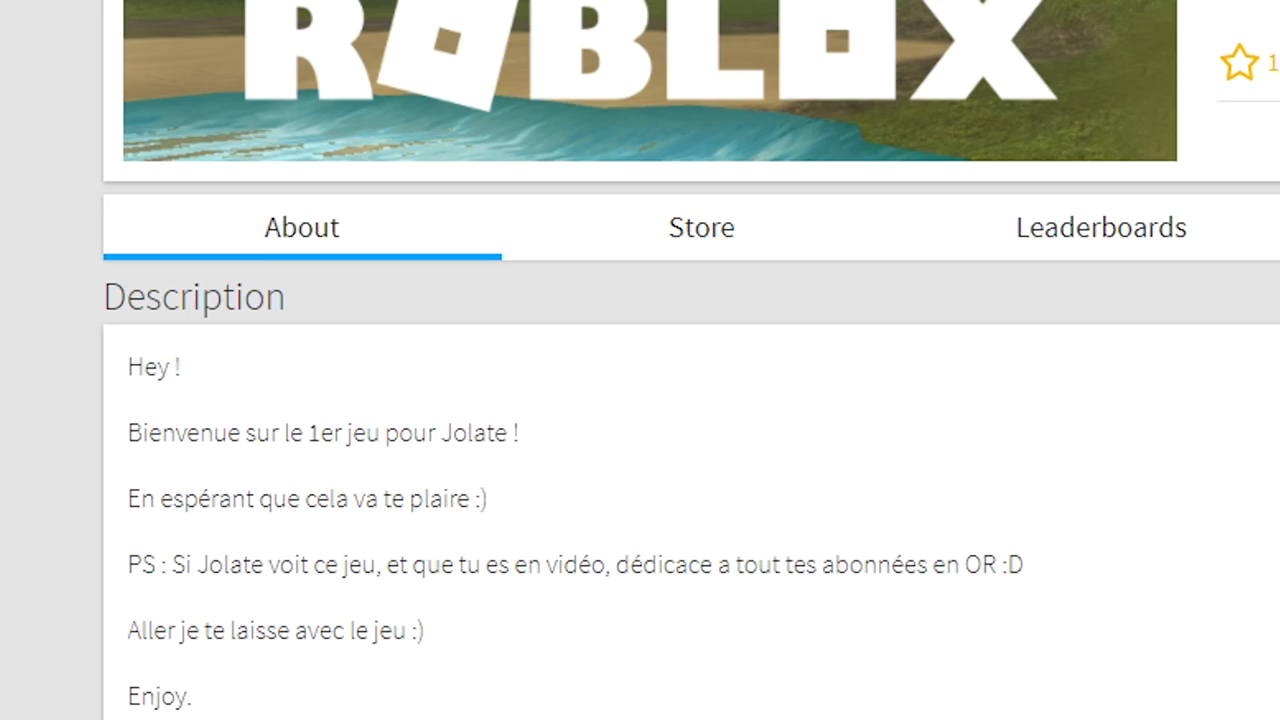 ROBLOX
1
About
Store
Leaderboards
Description
Hey !
Bienvenue sur le 1er jeu pour Jolate !
En espérant que cela va te plaire :)
PS : Si Jolate voit ce jeu, et que tu es en vidéo, dédicace a tout tes abonnées en OR :D
Aller je te laisse avec le jeu :)
Enjoy.